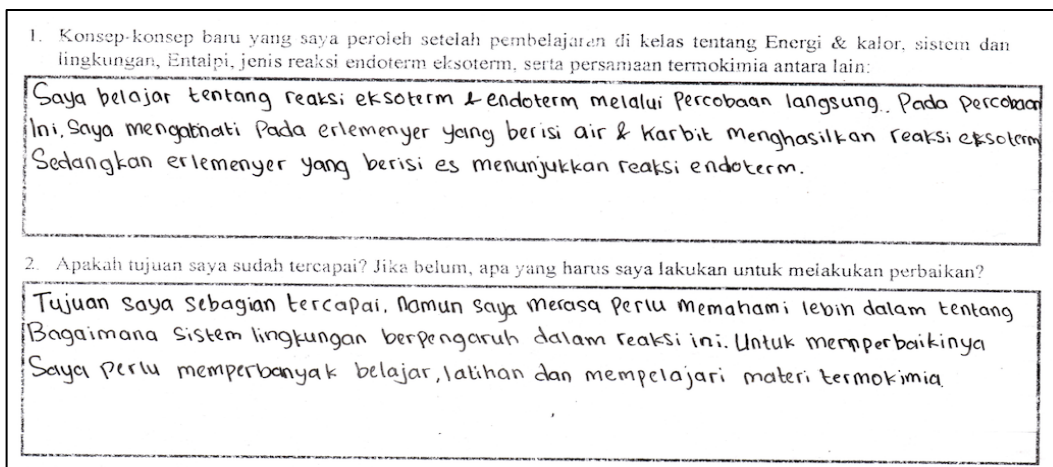 1. Konsep-konsep baru yang saya peroleh setelah pembelajaran di kelas tentang Energi & kalor, sistem dan
lingkungan, Entalpi, jenis reaksi endoterm eksoterm, serta persamaan termokimia antara lain:
Saya belajar tentang reaksi eksoterm & endoterm melalui Percobaan langsung. Pada Percobaan
Ini, Saya mengamati Pada erlemenyer yang berisi air & Karbit menghasilkan reaksi eksoterm
Sedangkan erlemenyer yang berisi es menunjukkan reaksi endoterm.
2. Apakah tujuan saya sudah tercapai? Jika belum, apa yang harus saya lakukan untuk melakukan perbaikan?
Tujuan saya sebagian tercapai. Namun saya merasa Perlu memahami lebih dalam tentang
Bagaimana Sistem lingkungan berpengaruh dalam reaksi ini. Untuk memperbaikinya
Saya Perlu memperbanyak belajar, latihan dan mempelajari materi termokimia.